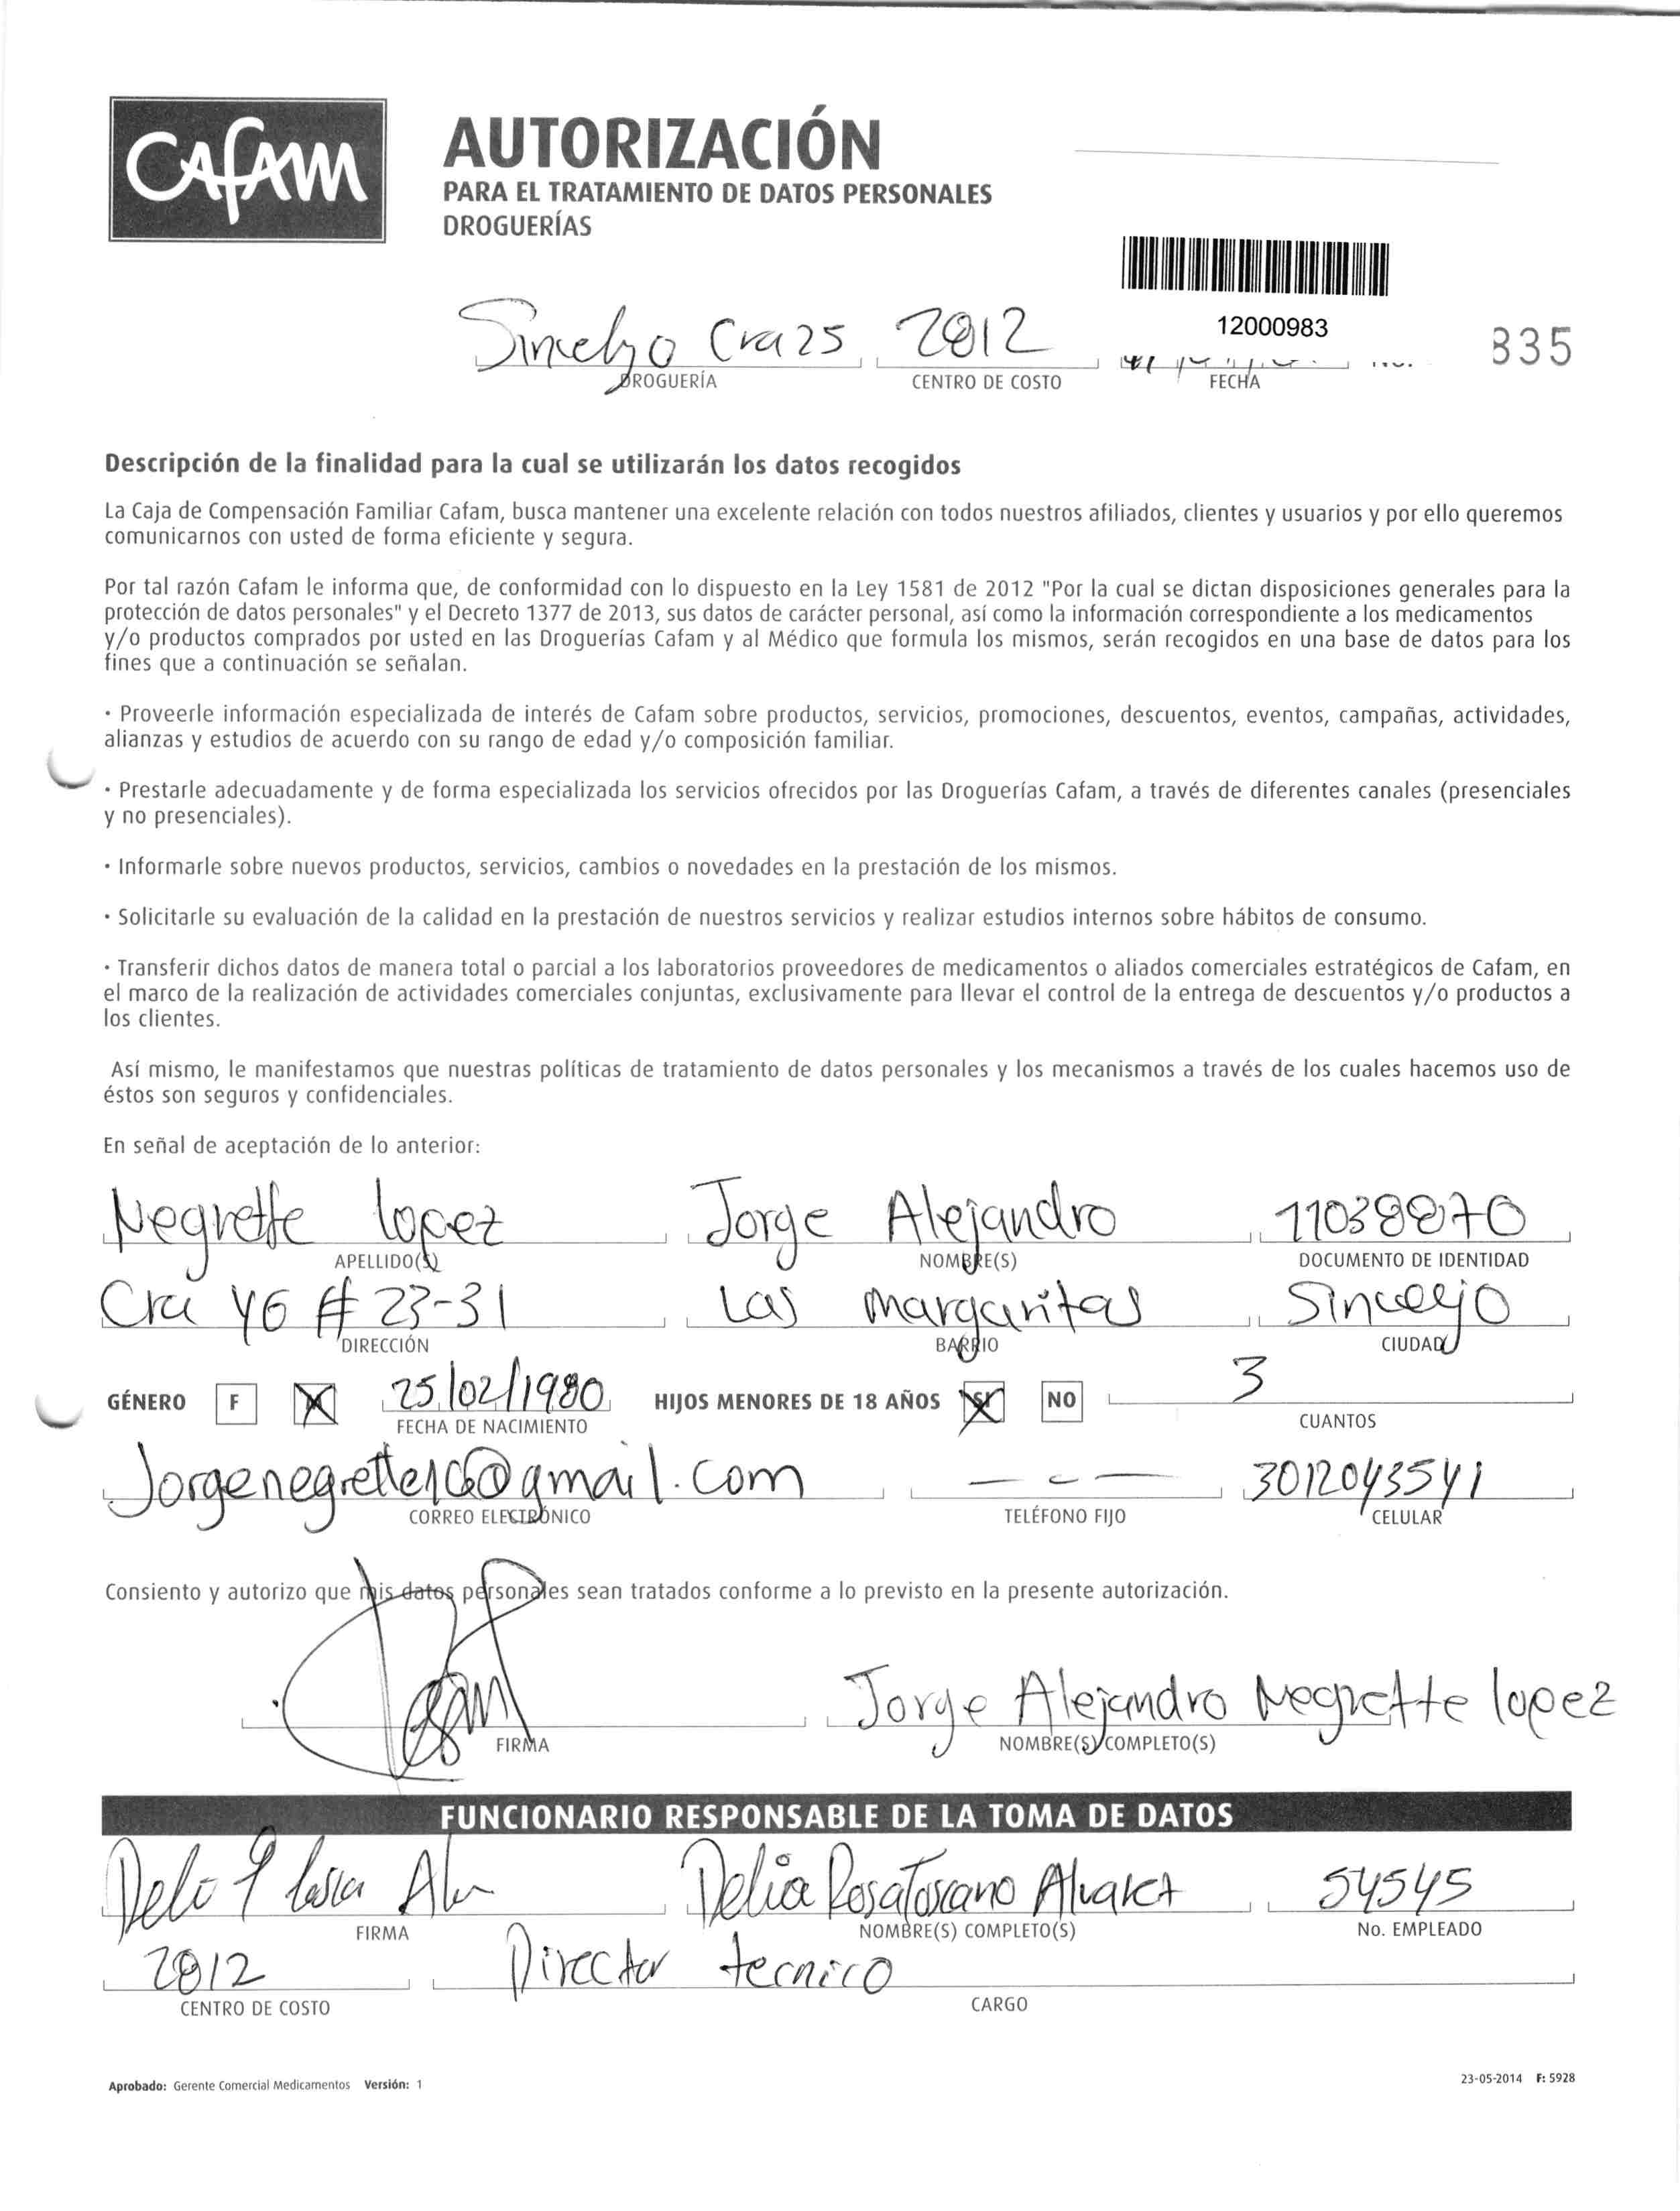 CAFAM
AUTORIZACIÓN
PARA EL TRATAMIENTO DE DATOS PERSONALES
DROGUERÍAS
12000983
835
Sincelejo Cra 25 2012
DROGUERÍA CENTRO DE COSTO FECHA
Descripción de la finalidad para la cual se utilizarán los datos recogidos
La Caja de Compensación Familiar Cafam, busca mantener una excelente relación con todos nuestros afiliados, clientes y usuarios y por ello queremos
comunicarnos con usted de forma eficiente y segura.
Por tal razón Cafam le informa que, de conformidad con lo dispuesto en la Ley 1581 de 2012 "Por la cual se dictan disposiciones generales para la
protección de datos personales" y el Decreto 1377 de 2013, sus datos de carácter personal, así como la información correspondiente a los medicamentos
y/o productos comprados por usted en las Droguerías Cafam y al Médico que formula los mismos, serán recogidos en una base de datos para los
fines que a continuación se señalan.
• Proveerle información especializada de interés de Cafam sobre productos, servicios, promociones, descuentos, eventos, campañas, actividades,
alianzas y estudios de acuerdo con su rango de edad y/o composición familiar.
• Prestarle adecuadamente y de forma especializada los servicios ofrecidos por las Droguerías Cafam, a través de diferentes canales (presenciales
y no presenciales).
• Informarle sobre nuevos productos, servicios, cambios o novedades en la prestación de los mismos.
• Solicitarle su evaluación de la calidad en la prestación de nuestros servicios y realizar estudios internos sobre hábitos de consumo.
• Transferir dichos datos de manera total o parcial a los laboratorios proveedores de medicamentos o aliados comerciales estratégicos de Cafam, en
el marco de la realización de actividades comerciales conjuntas, exclusivamente para llevar el control de la entrega de descuentos y/o productos a
los clientes.
Así mismo, le manifestamos que nuestras políticas de tratamiento de datos personales y los mecanismos a través de los cuales hacemos uso de
éstos son seguros y confidenciales.
En señal de aceptación de lo anterior:
Negrette lopez Jorge Alejandro 11038870
APELLIDO(S) NOMBRE(S) DOCUMENTO DE IDENTIDAD
Cra 46 # 23-31 Las margaritas Sincelejo
DIRECCIÓN BARRIO CIUDAD
GÉNERO F M 25/02/1980 HIJOS MENORES DE 18 AÑOS SI NO 3
FECHA DE NACIMIENTO CUANTOS
Jorgenegrette16@gmail.com 3012043541
CORREO ELECTRÓNICO TELÉFONO FIJO CELULAR
Consiento y autorizo que mis datos personales sean tratados conforme a lo previsto en la presente autorización.
Jorge Alejandro Negrette lopez
FIRMA NOMBRE(S) COMPLETO(S)
FUNCIONARIO RESPONSABLE DE LA TOMA DE DATOS
Delia Rosa Toscano Alvarez 54545
FIRMA NOMBRE(S) COMPLETO(S) No. EMPLEADO
2012 Director tecnico
CENTRO DE COSTO CARGO
Aprobado: Gerente Comercial Medicamentos Versión: 1 23-05-2014 F: 5928